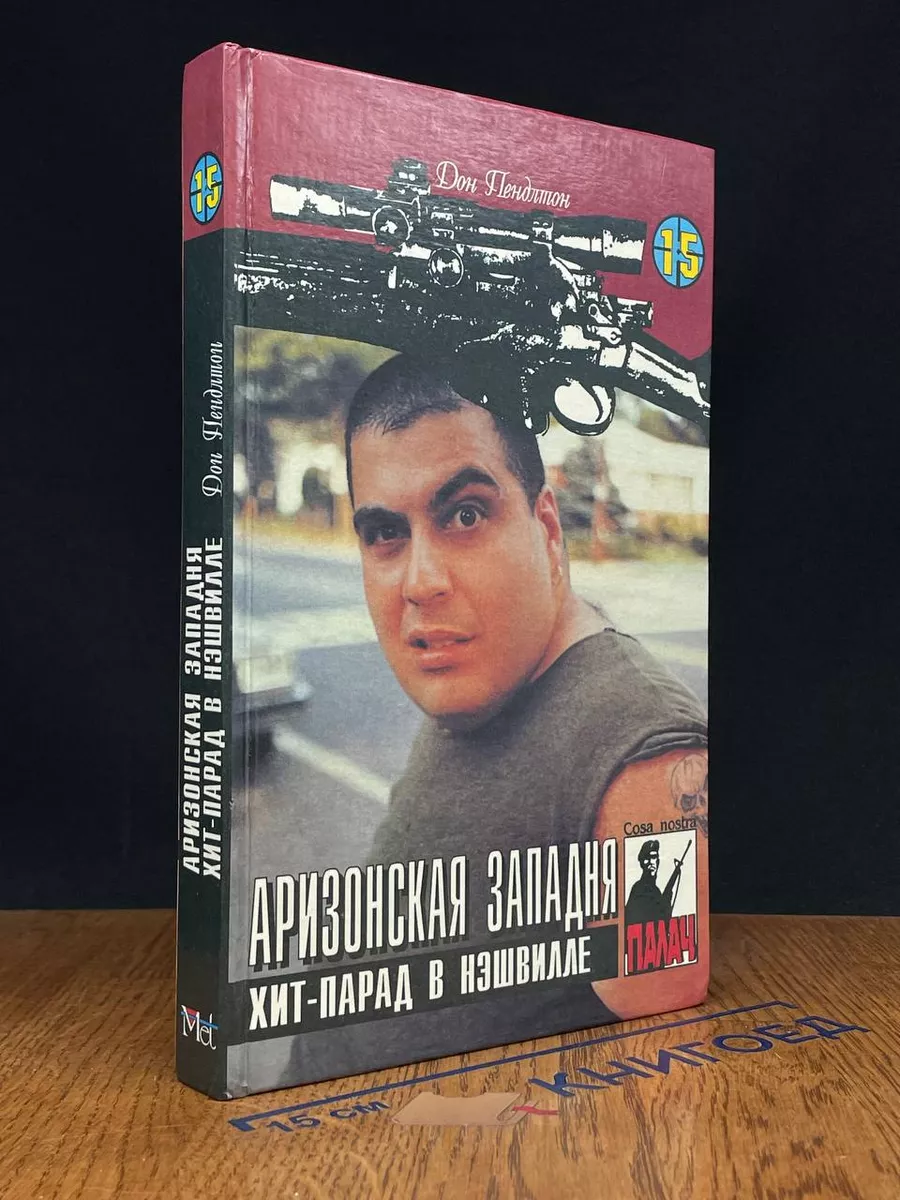 15
Дон Пендлтон
АРИЗОНСКАЯ ЗАПАДНЯ
ХИТ-ПАРАД В НЭШВИЛЛЕ
Met
Дон Пендлтон
15
Cosa nostra
ПАЛАЧ
АРИЗОНСКАЯ ЗАПАДНЯ
ХИТ-ПАРАД В НЭШВИЛЛЕ
15 см
КНИГОЕД